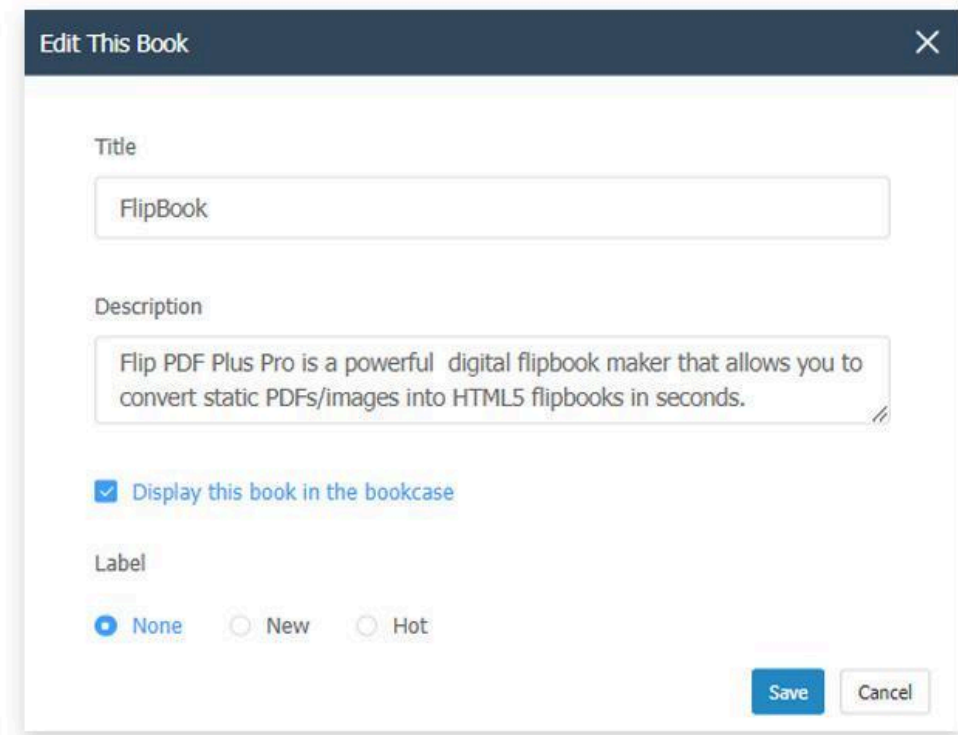 Edit This Book
Title
FlipBook
Description
Flip PDF Plus Pro is a powerful  digital flipbook maker that allows you to
convert static PDFs/images into HTML5 flipbooks in seconds.
Display this book in the bookcase
Label
None New Hot
Save Cancel